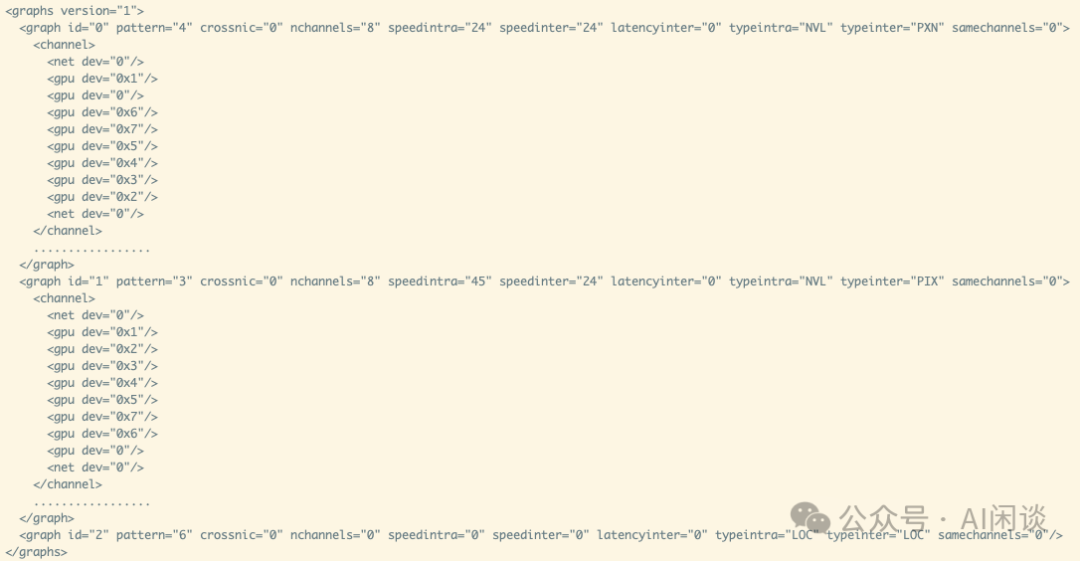 <graphs version="1">
<graph id="0" pattern="4" crossnic="0" nchannels="8" speedintra="24" speedinter="24" latencyinter="0" typeintra="NVL" typeinter="PXN" samechannels="0">
<channel>
<net dev="0"/>
<gpu dev="0x1"/>
<gpu dev="0"/>
<gpu dev="0x6"/>
<gpu dev="0x7"/>
<gpu dev="0x5"/>
<gpu dev="0x4"/>
<gpu dev="0x3"/>
<gpu dev="0x2"/>
<net dev="0"/>
</channel>
.................
</graph>
<graph id="1" pattern="3" crossnic="0" nchannels="8" speedintra="45" speedinter="24" latencyinter="0" typeintra="NVL" typeinter="PIX" samechannels="0">
<channel>
<net dev="0"/>
<gpu dev="0x1"/>
<gpu dev="0x2"/>
<gpu dev="0x3"/>
<gpu dev="0x4"/>
<gpu dev="0x5"/>
<gpu dev="0x7"/>
<gpu dev="0x6"/>
<gpu dev="0"/>
<net dev="0"/>
</channel>
.................
</graph>
<graph id="2" pattern="6" crossnic="0" nchannels="0" speedintra="0" speedinter="0" latencyinter="0" typeintra="LOC" typeinter="LOC" samechannels="0"/>
</graphs>
公众号 · AI闲谈